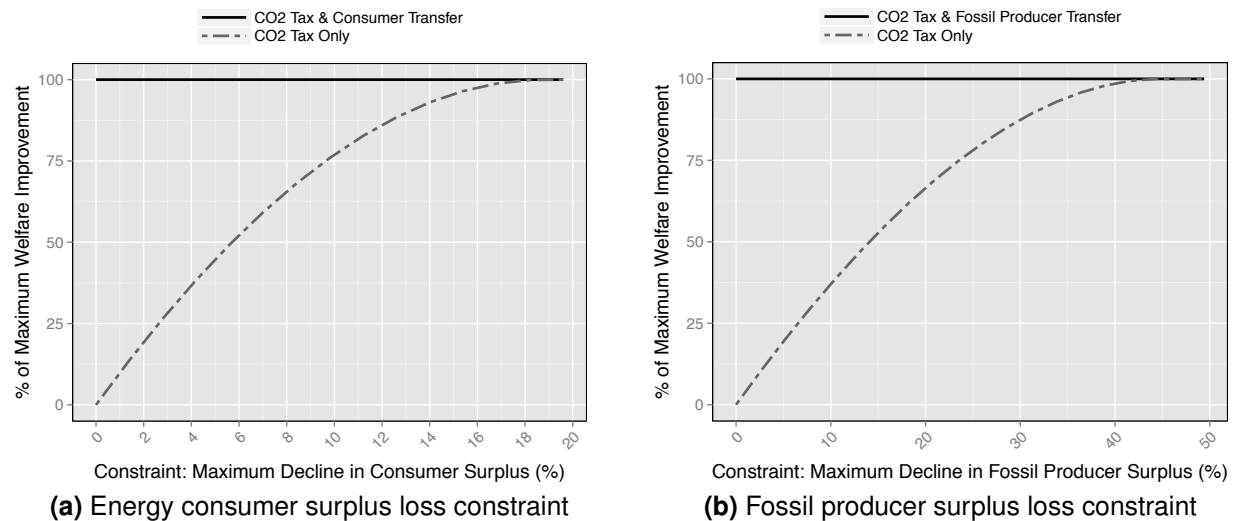 CO2 Tax & Consumer Transfer
CO2 Tax Only
% of Maximum Welfare Improvement
100
75
50
25
0
0 2 4 6 8 10 12 14 16 18 20
Constraint: Maximum Decline in Consumer Surplus (%)
(a) Energy consumer surplus loss constraint
CO2 Tax & Fossil Producer Transfer
CO2 Tax Only
% of Maximum Welfare Improvement
100
75
50
25
0
0 10 20 30 40 50
Constraint: Maximum Decline in Fossil Producer Surplus (%)
(b) Fossil producer surplus loss constraint